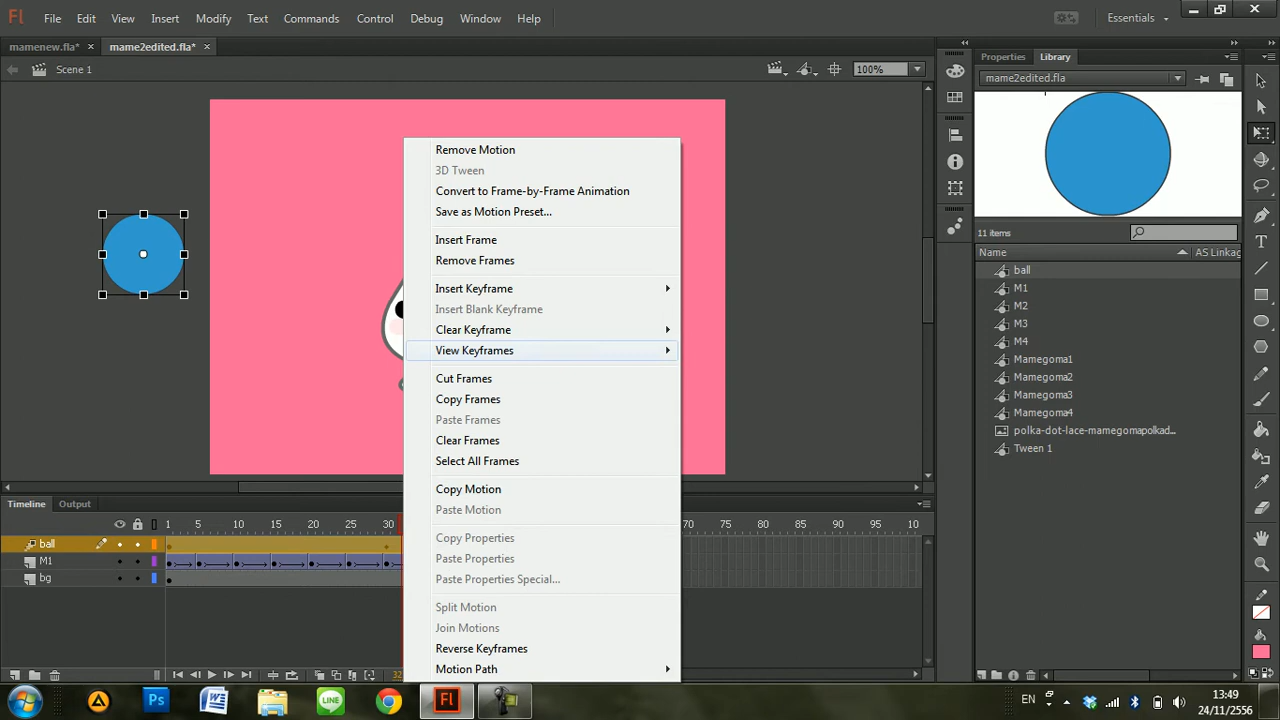 Fl File Edit View Insert Modify Text Commands Control Debug Window Help Essentials
mamenew.fla* × mame2edited.fla* ×
Scene 1 100%
Properties Library
mame2edited.fla
11 items
Name AS Linkag
ball
M1
M2
M3
M4
Mamegoma1
Mamegoma2
Mamegoma3
Mamegoma4
polka-dot-lace-mamegomapolkad...
Tween 1
Remove Motion
3D Tween
Convert to Frame-by-Frame Animation
Save as Motion Preset...
Insert Frame
Remove Frames
Insert Keyframe
Insert Blank Keyframe
Clear Keyframe
View Keyframes
Cut Frames
Copy Frames
Paste Frames
Clear Frames
Select All Frames
Copy Motion
Paste Motion
Copy Properties
Paste Properties
Paste Properties Special...
Split Motion
Join Motions
Reverse Keyframes
Motion Path
Timeline Output
1 5 10 15 20 25 30 70 75 80 85 90 95 10
ball
M1
bg
32
Ps W LINE Fl EN 13:49
24/11/2556